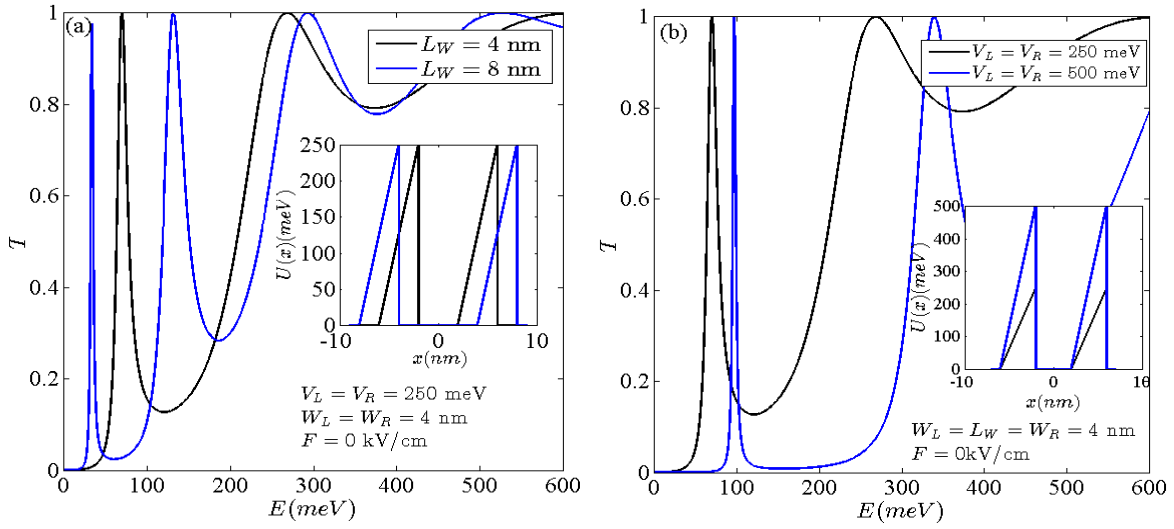 (a)
L_W = 4 nm
L_W = 8 nm
T
1
0.8
0.6
0.4
0.2
0
0 100 200 300 400 500 600
E(meV)
U(x)(meV)
250
200
150
100
50
0
-10 0 10
x(nm)
V_L = V_R = 250 meV
W_L = W_R = 4 nm
F = 0 kV/cm
(b)
V_L = V_R = 250 meV
V_L = V_R = 500 meV
T
1
0.8
0.6
0.4
0.2
0
0 100 200 300 400 500 600
E(meV)
U(x)(meV)
500
400
300
200
100
0
-10 0 16
x(nm)
W_L = L_W = W_R = 4 nm
F = 0kV/cm